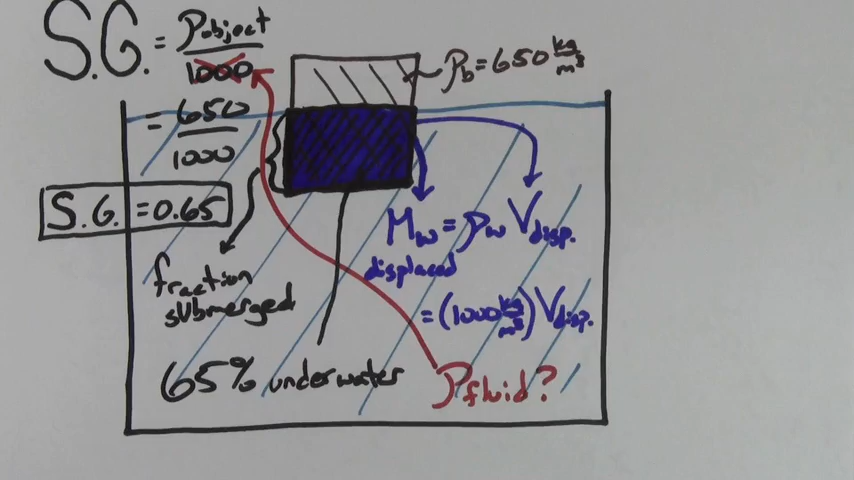 S.G. = ρobject / 1000
ρb = 650 kg/m³
= 650 / 1000
S.G. = 0.65
Mw = ρw Vdisp.
displaced
fraction
submerged
= (1000 kg/m³) Vdisp.
65% underwater
ρfluid?